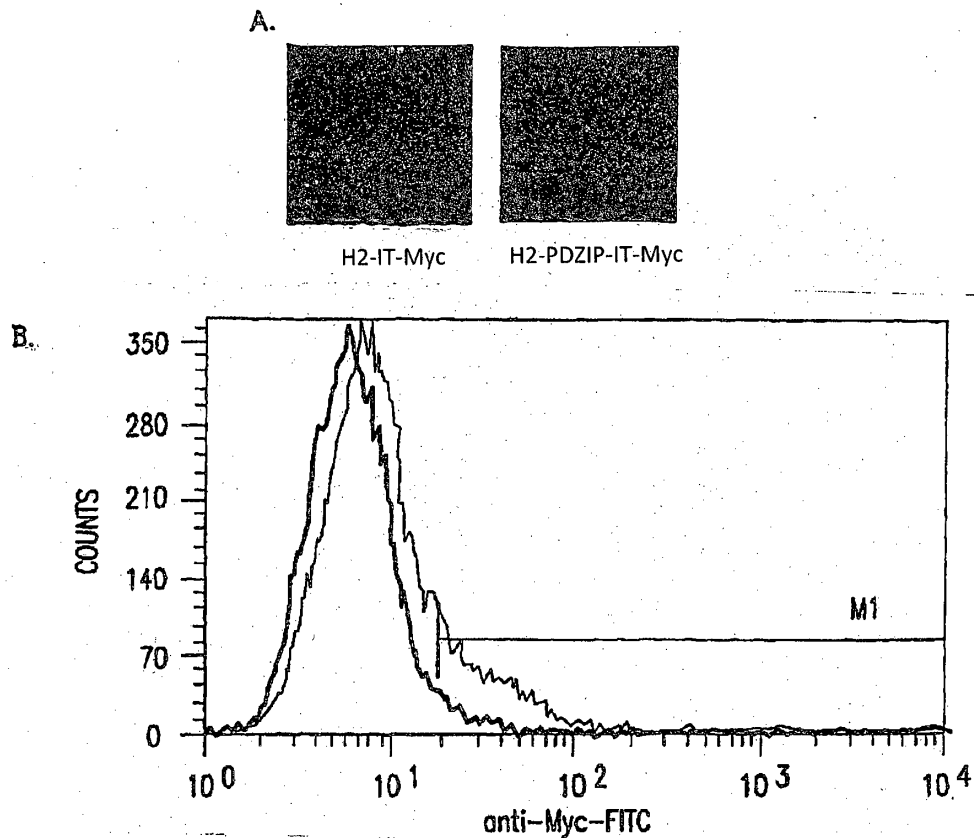 A.
H2-IT-Myc H2-PDZIP-IT-Myc
B.
350
280
210
140
70
0
COUNTS
M1
10^0 10^1 10^2 10^3 10^4
anti-Myc-FITC